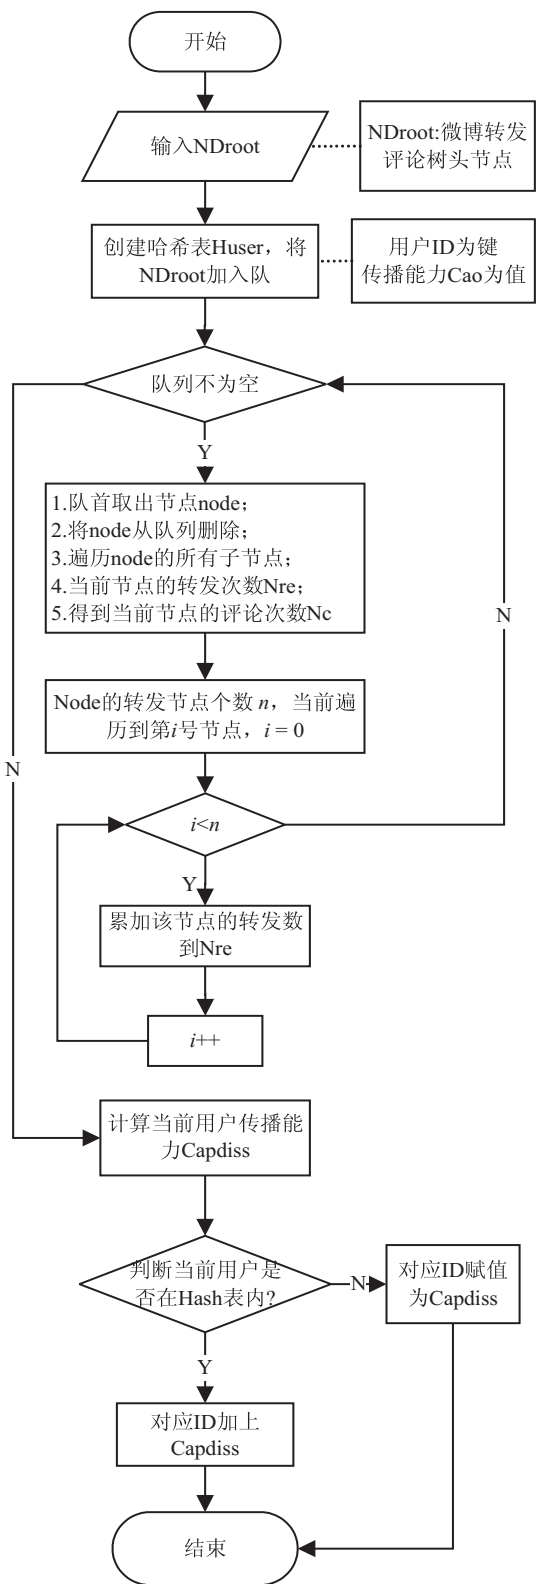 开始
输入NDroot
NDroot:微博转发
评论树头节点
创建哈希表Huser，将
NDroot加入队
用户ID为键
传播能力Cao为值
队列不为空
Y
1.队首取出节点node；
2.将node从队列删除；
3.遍历node的所有子节点；
4.当前节点的转发次数Nre；
5.得到当前节点的评论次数Nc
N
Node的转发节点个数 n，当前遍
历到第i号节点，i = 0
N
i<n
Y
累加该节点的转发数
到Nre
i++
计算当前用户传播能
力Capdiss
判断当前用户是
否在Hash表内?
N
对应ID赋值
为Capdiss
Y
对应ID加上
Capdiss
结束